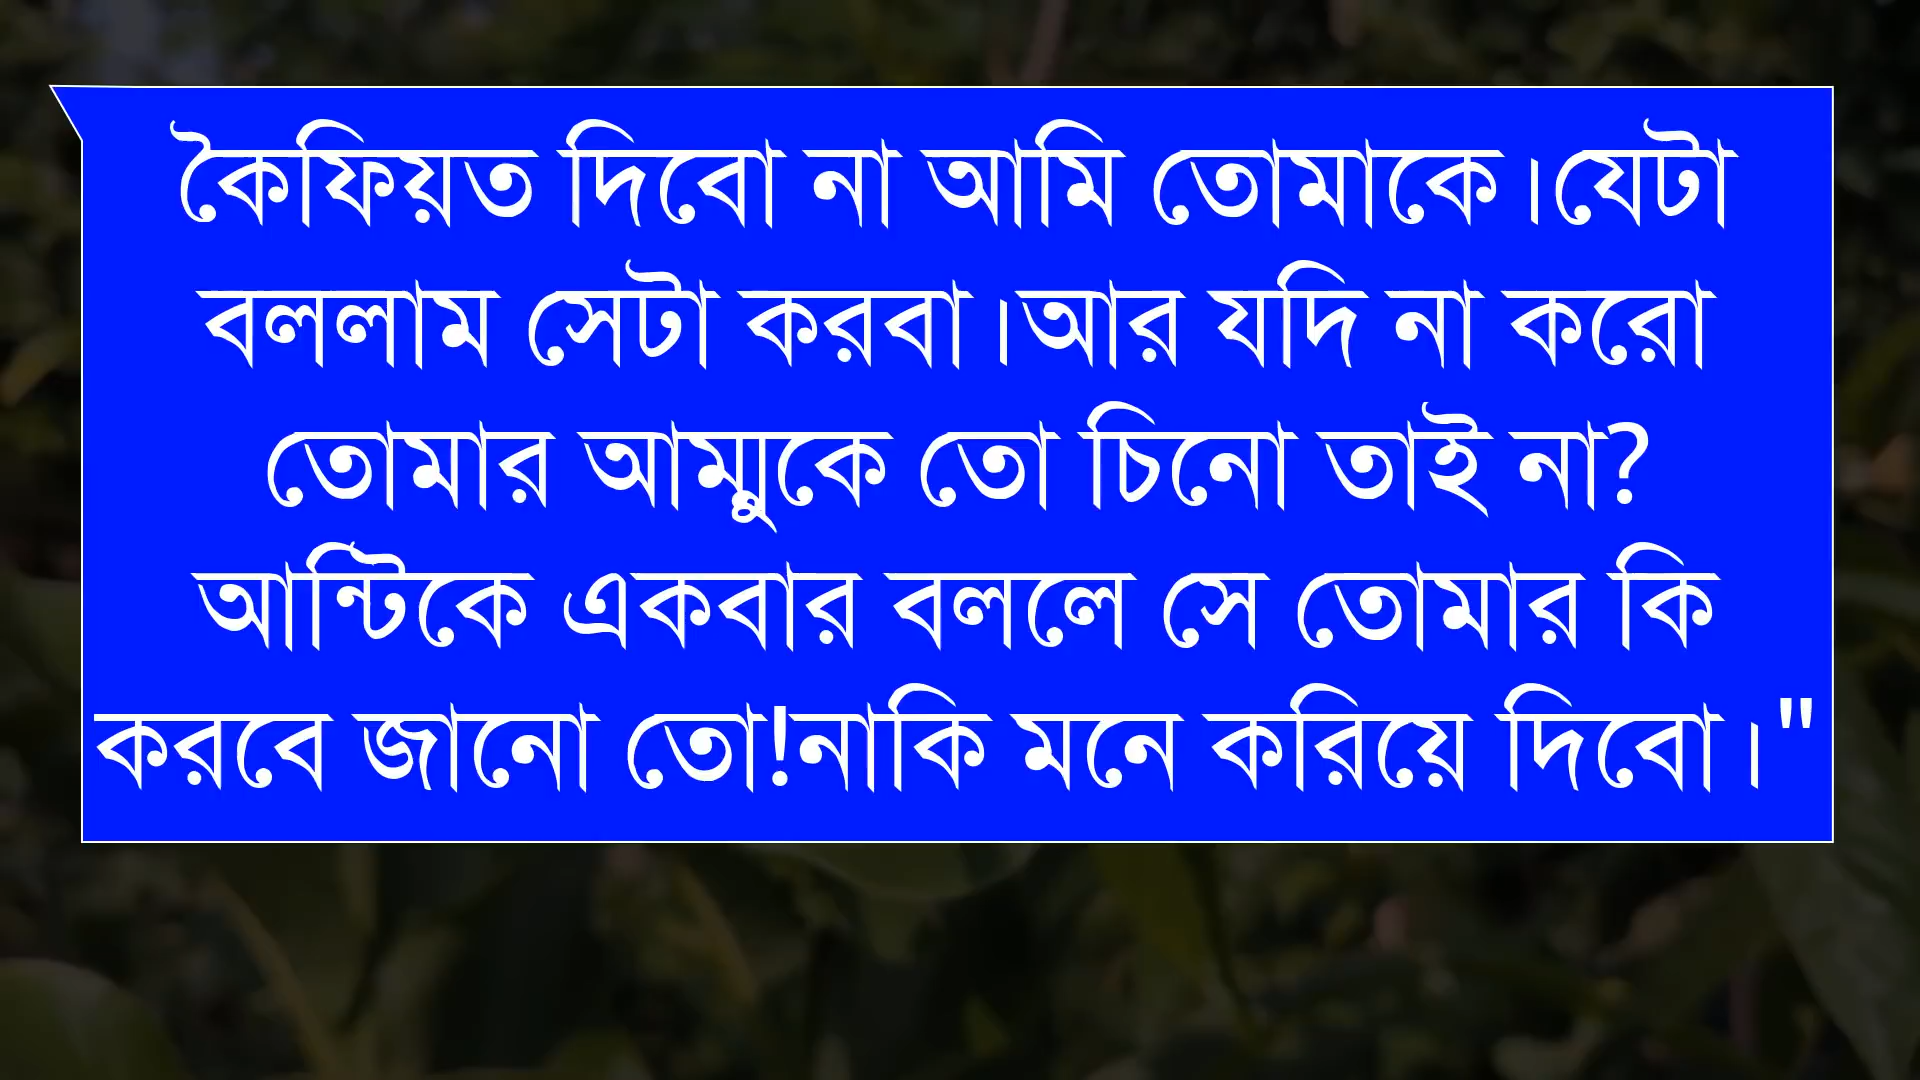 কৈফিয়ত দিবো না আমি তোমাকে।যেটা
বললাম সেটা করবা।আর যদি না করো
তোমার আম্মুকে তো চিনো তাই না?
আন্টিকে একবার বললে সে তোমার কি
করবে জানো তো!নাকি মনে করিয়ে দিবো।"